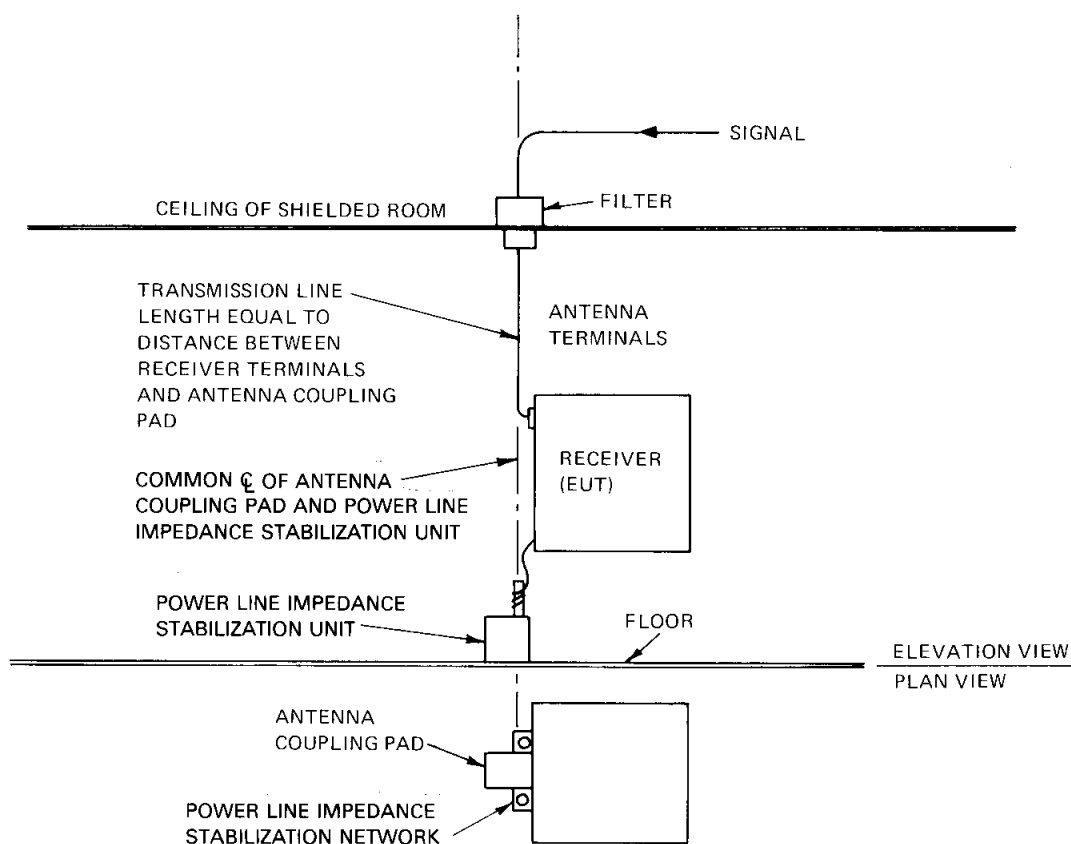 SIGNAL
FILTER
CEILING OF SHIELDED ROOM
TRANSMISSION LINE
LENGTH EQUAL TO
DISTANCE BETWEEN
RECEIVER TERMINALS
AND ANTENNA COUPLING
PAD
ANTENNA
TERMINALS
RECEIVER
(EUT)
COMMON ℄ OF ANTENNA
COUPLING PAD AND POWER LINE
IMPEDANCE STABILIZATION UNIT
POWER LINE IMPEDANCE
STABILIZATION UNIT
FLOOR
ELEVATION VIEW
PLAN VIEW
ANTENNA
COUPLING PAD
POWER LINE IMPEDANCE
STABILIZATION NETWORK